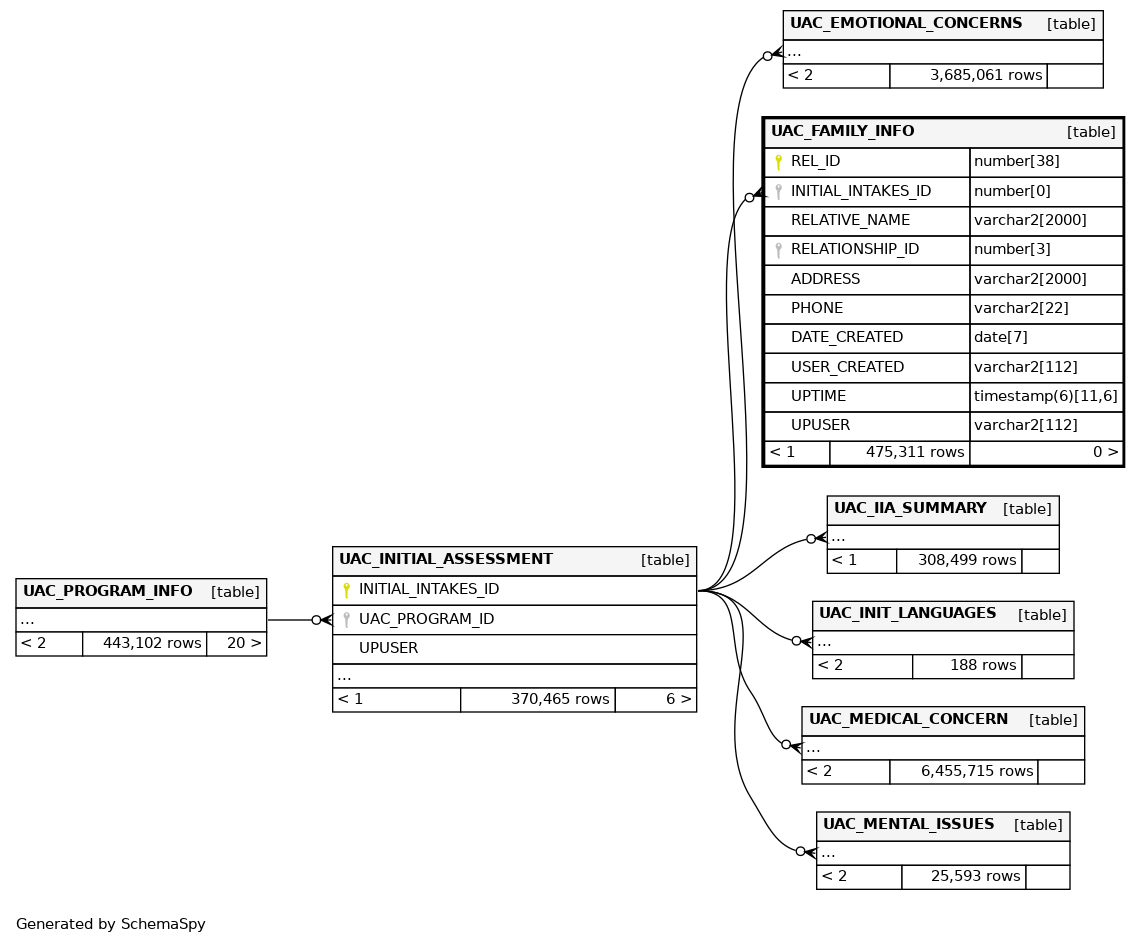 UAC_EMOTIONAL_CONCERNS [table]
...
< 2 3,685,061 rows
UAC_FAMILY_INFO [table]
REL_ID number[38]
INITIAL_INTAKES_ID number[0]
RELATIVE_NAME varchar2[2000]
RELATIONSHIP_ID number[3]
ADDRESS varchar2[2000]
PHONE varchar2[22]
DATE_CREATED date[7]
USER_CREATED varchar2[112]
UPTIME timestamp(6)[11,6]
UPUSER varchar2[112]
< 1 475,311 rows 0 >
UAC_IIA_SUMMARY [table]
...
< 1 308,499 rows
UAC_PROGRAM_INFO [table]
...
< 2 443,102 rows 20 >
UAC_INITIAL_ASSESSMENT [table]
INITIAL_INTAKES_ID
UAC_PROGRAM_ID
UPUSER
...
< 1 370,465 rows 6 >
UAC_INIT_LANGUAGES [table]
...
< 2 188 rows
UAC_MEDICAL_CONCERN [table]
...
< 2 6,455,715 rows
UAC_MENTAL_ISSUES [table]
...
< 2 25,593 rows
Generated by SchemaSpy